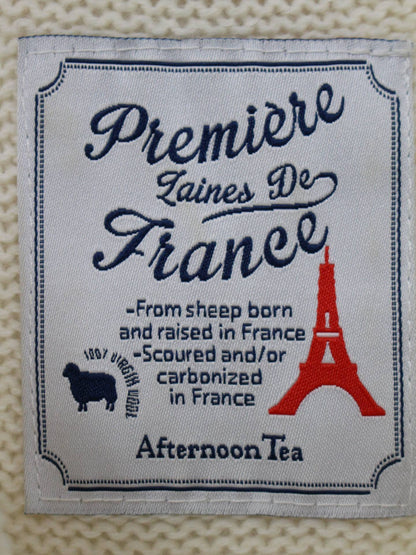 Première
Laines De
France
-From sheep born
and raised in France
-Scoured and/or
carbonized
in France
100% VIRGIN WOOL
Afternoon Tea